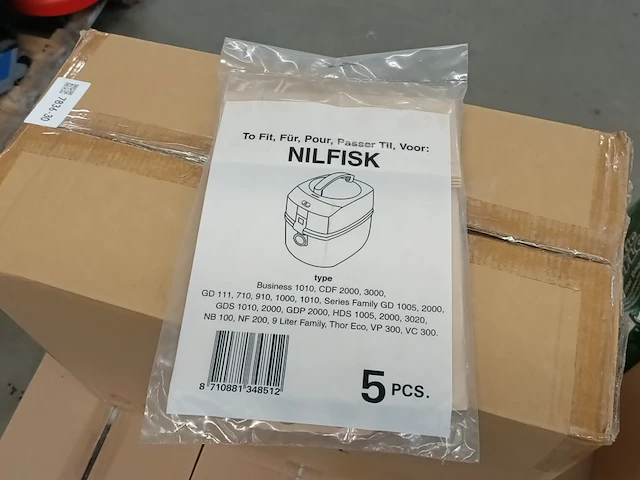 7836-30
To Fit, Für, Pour, Passer Til, Voor:
NILFISK
type
Business 1010, CDF 2000, 3000,
GD 111, 710, 910, 1000, 1010, Series Family GD 1005, 2000,
GDS 1010, 2000, GDP 2000, HDS 1005, 2000, 3020,
NB 100, NF 200, 9 Liter Family, Thor Eco, VP 300, VC 300.
8 710881 348512
5 PCS.